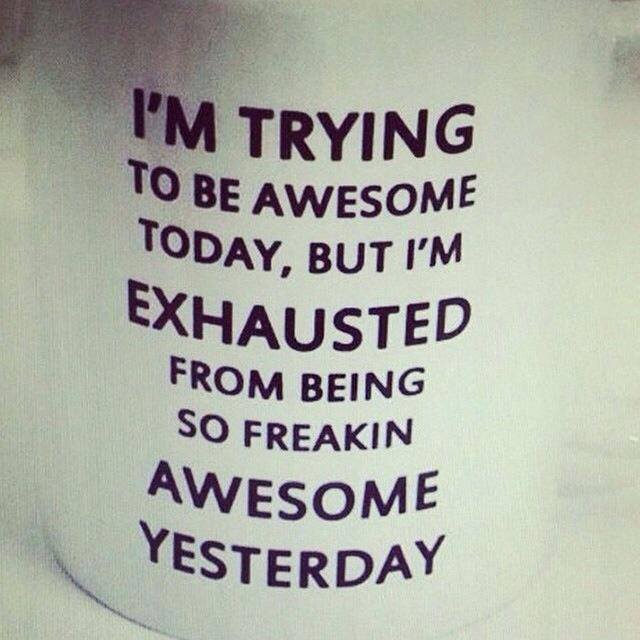 I'M TRYING
TO BE AWESOME
TODAY, BUT I'M
EXHAUSTED
FROM BEING
SO FREAKIN
AWESOME
YESTERDAY